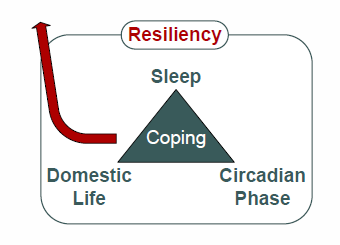 Resiliency
Sleep
Coping
Domestic
Life
Circadian
Phase